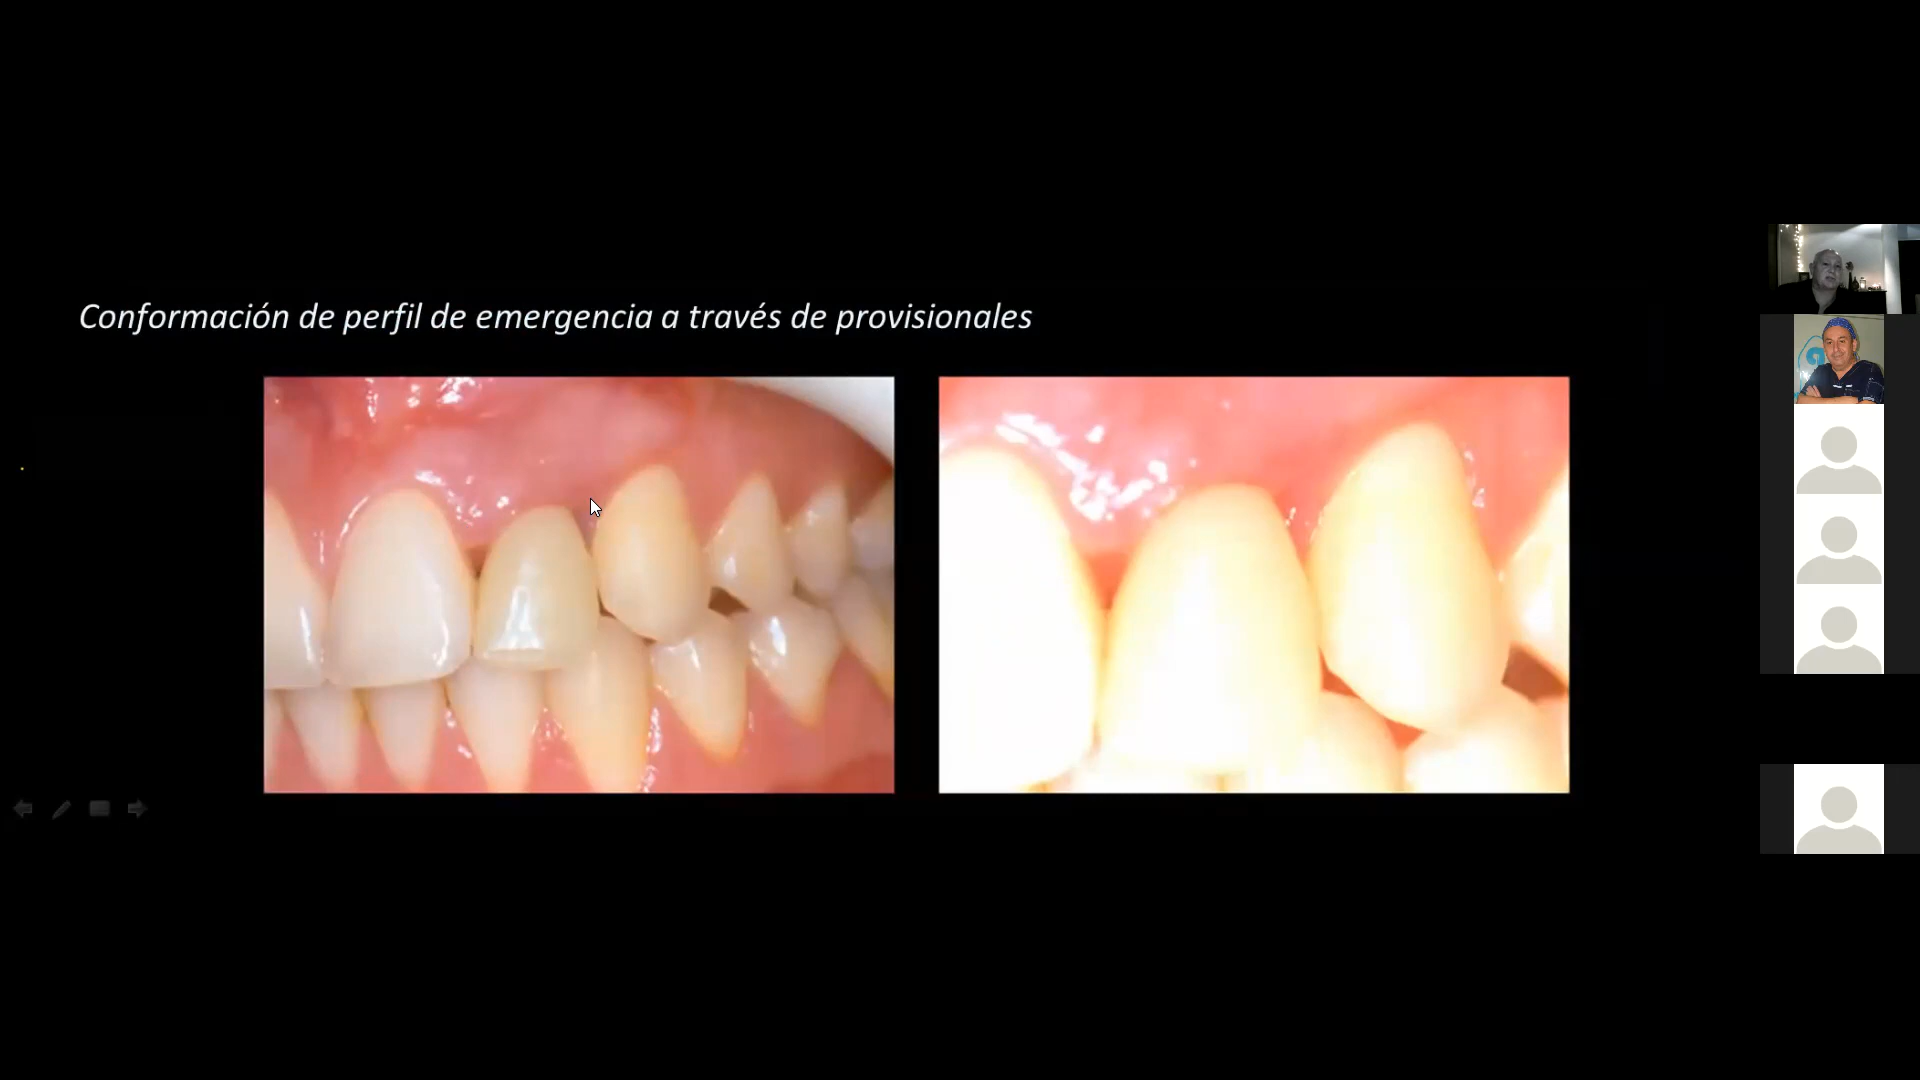 Conformación de perfil de emergencia a través de provisionales